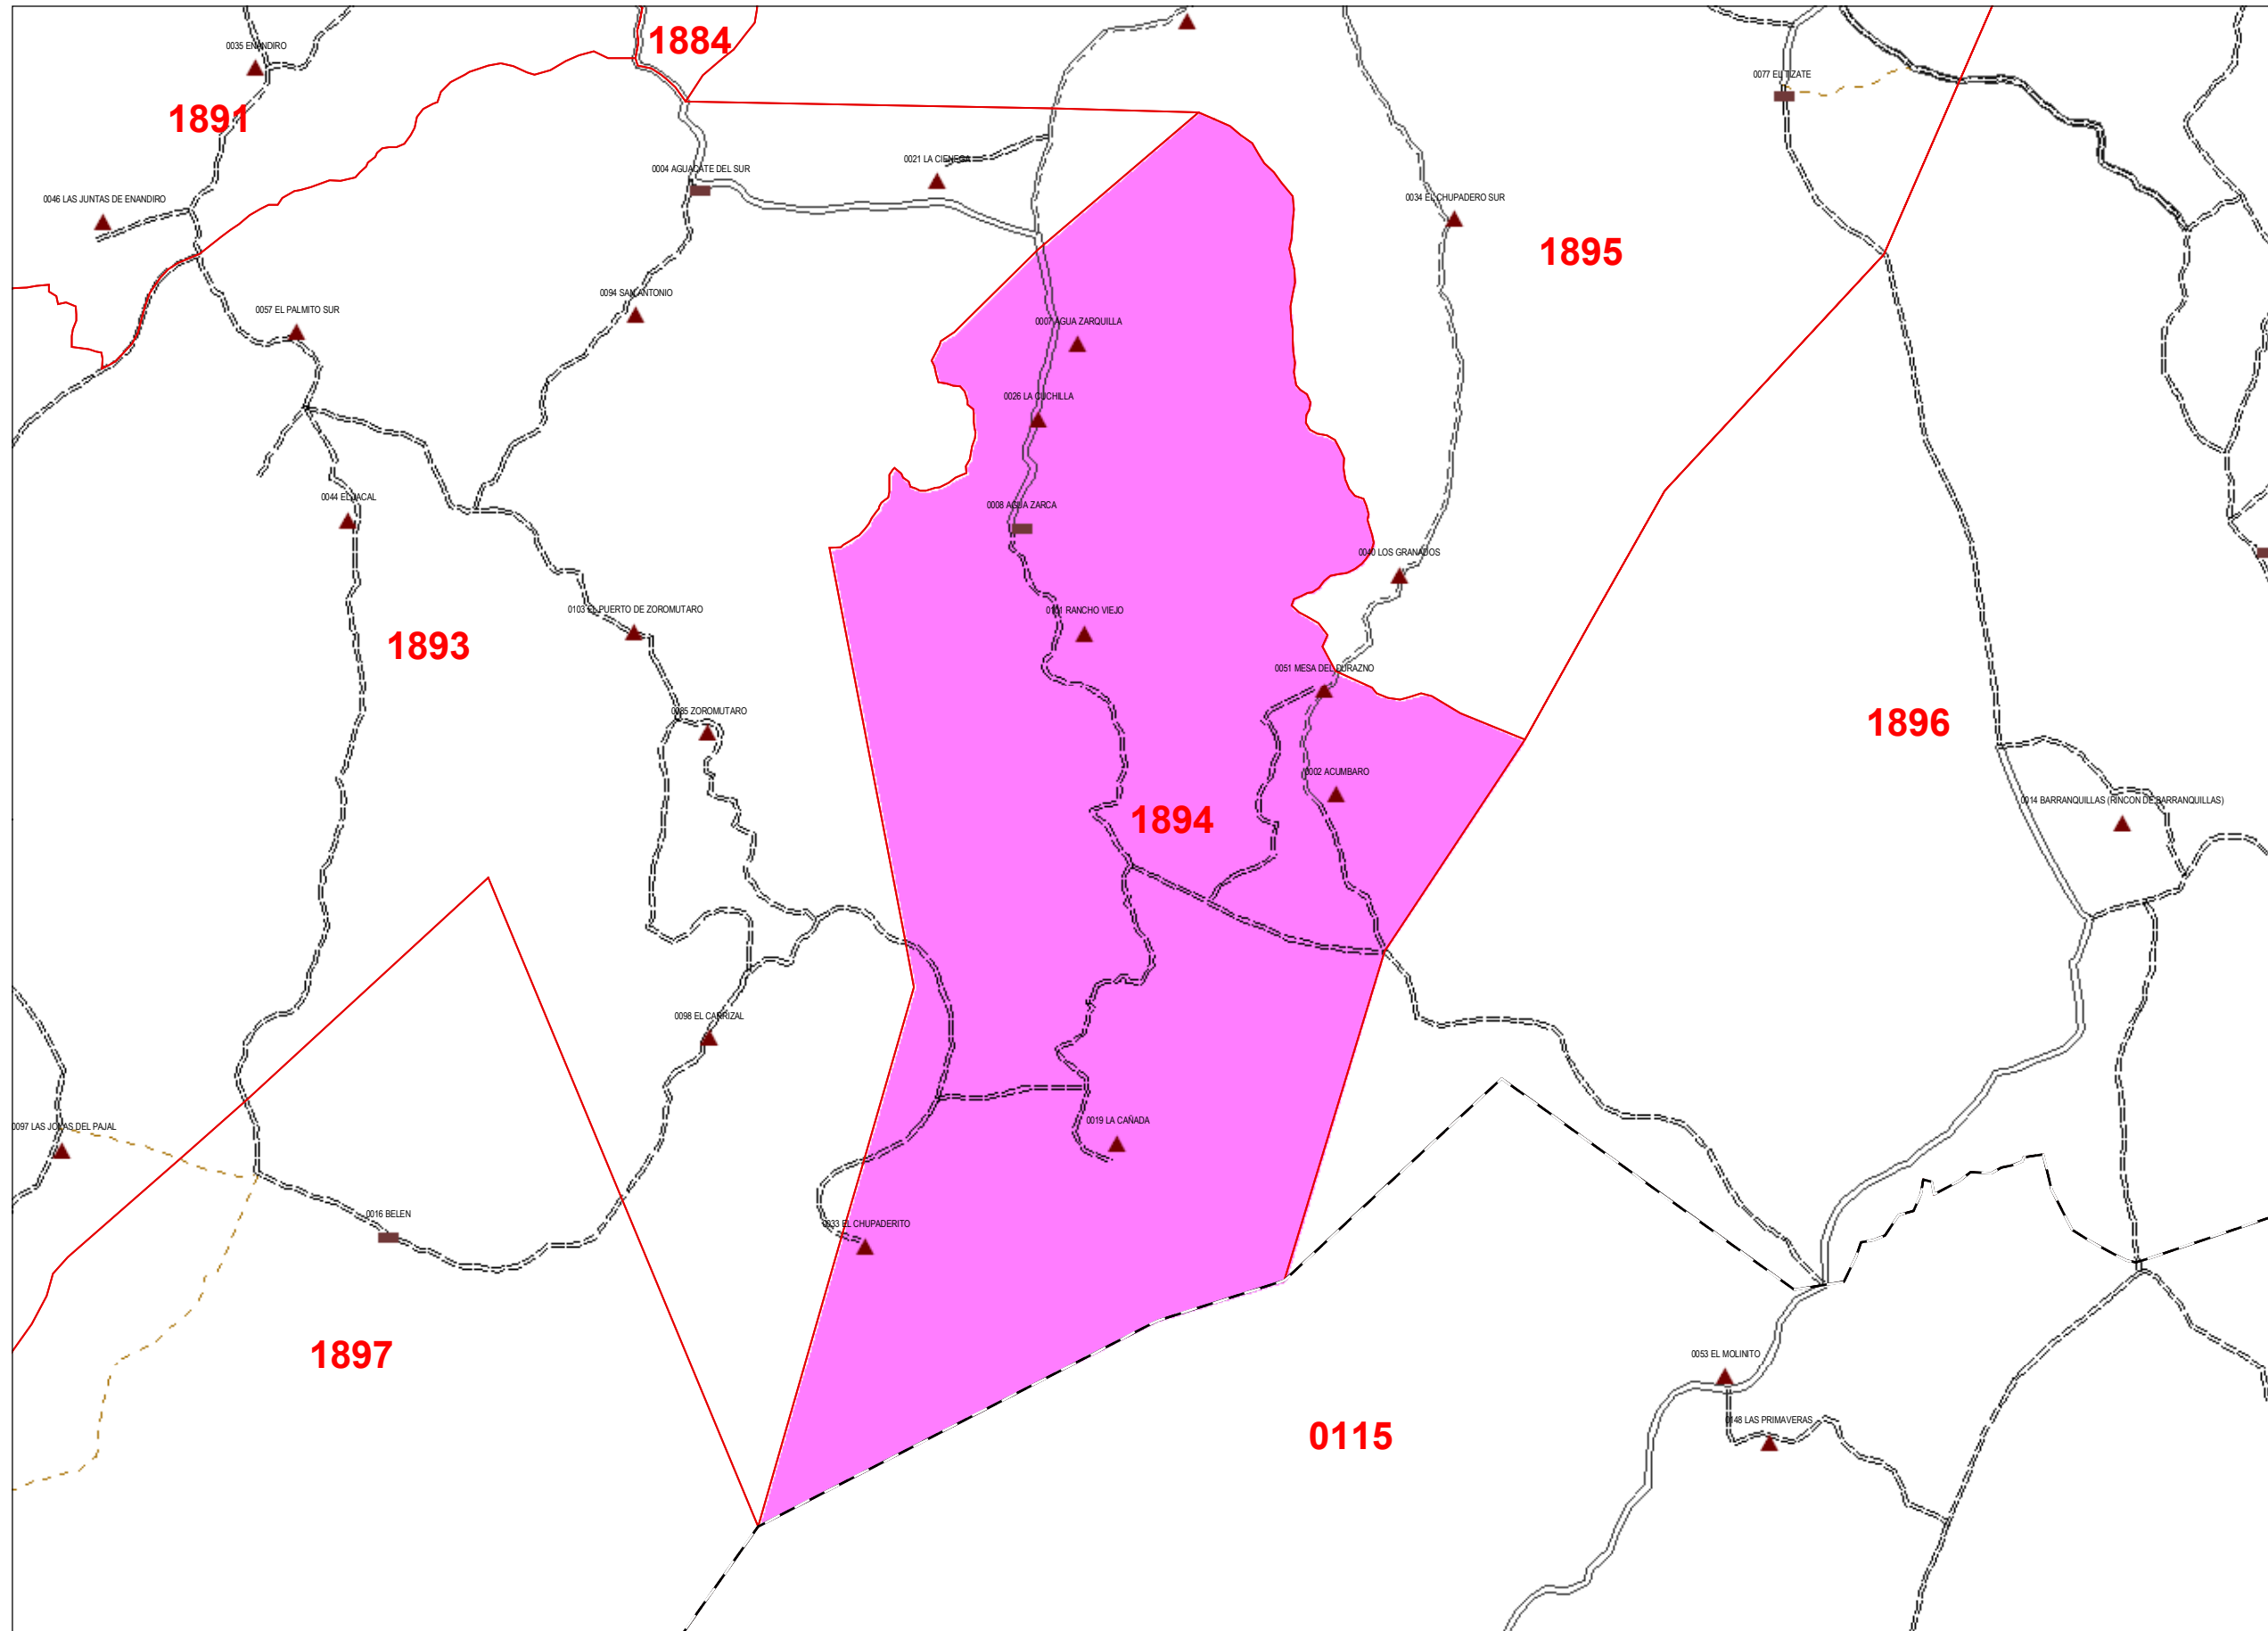 1884
0035 ENANDIRO
0077 EL TIZATE
1891
0021 LA CIENEGA
0004 AGUACATE DEL SUR
0046 LAS JUNTAS DE ENANDIRO
0034 EL CHUPADERO SUR
1895
0094 SAN ANTONIO
0057 EL PALMITO SUR
0007 AGUA ZARQUILLA
0026 LA CUCHILLA
0044 EL JACAL
0008 AGUA ZARCA
0040 LOS GRANADOS
0103 EL PUERTO DE ZOROMUTARO
0101 RANCHO VIEJO
1893
0051 MESA DEL DURAZNO
0085 ZOROMUTARO
1896
0002 ACUMBARO
0014 BARRANQUILLAS (RINCON DE BARRANQUILLAS)
1894
0098 EL CARRIZAL
0097 LAS JOYAS DEL PAJAL
0019 LA CAÑADA
0016 BELEN
0033 EL CHUPADERITO
1897
0053 EL MOLINITO
0148 LAS PRIMAVERAS
0115